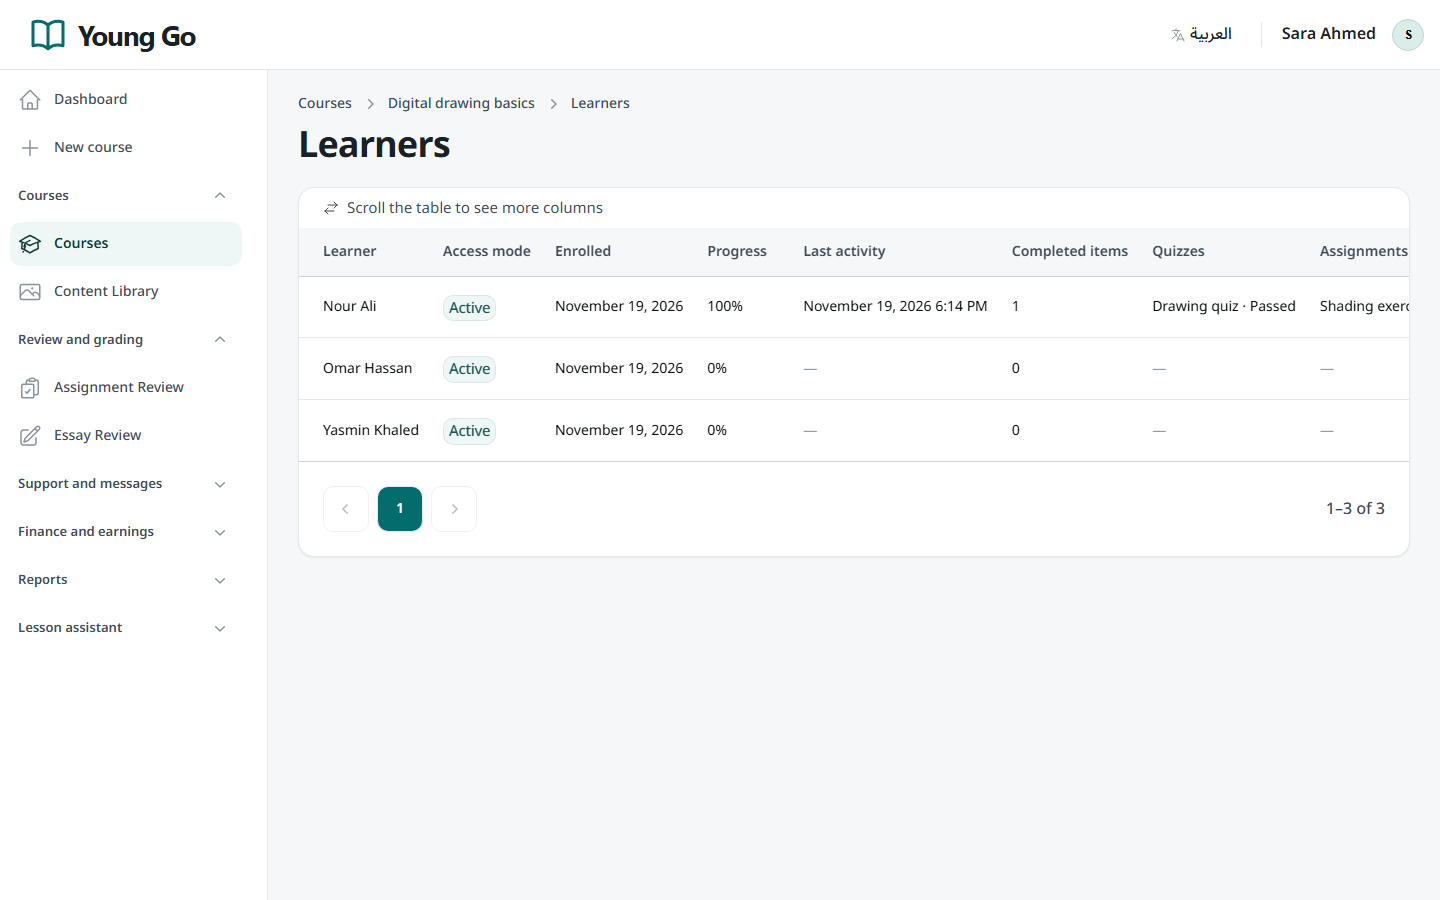 Young Go
العربية
Sara Ahmed
S
Dashboard
New course
Courses
Courses
Content Library
Review and grading
Assignment Review
Essay Review
Support and messages
Finance and earnings
Reports
Lesson assistant
Courses > Digital drawing basics > Learners
Learners
Scroll the table to see more columns
Learner Access mode Enrolled Progress Last activity Completed items Quizzes Assignments
Nour Ali Active November 19, 2026 100% November 19, 2026 6:14 PM 1 Drawing quiz · Passed Shading
Omar Hassan Active November 19, 2026 0% — 0 — —
Yasmin Khaled Active November 19, 2026 0% — 0 — —
1
1–3 of 3